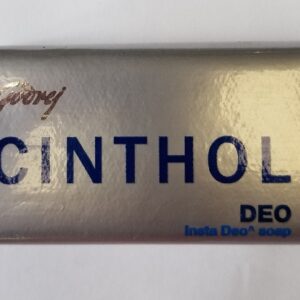 Godrej
CINTHOL
DEO
Insta Deo^ soap